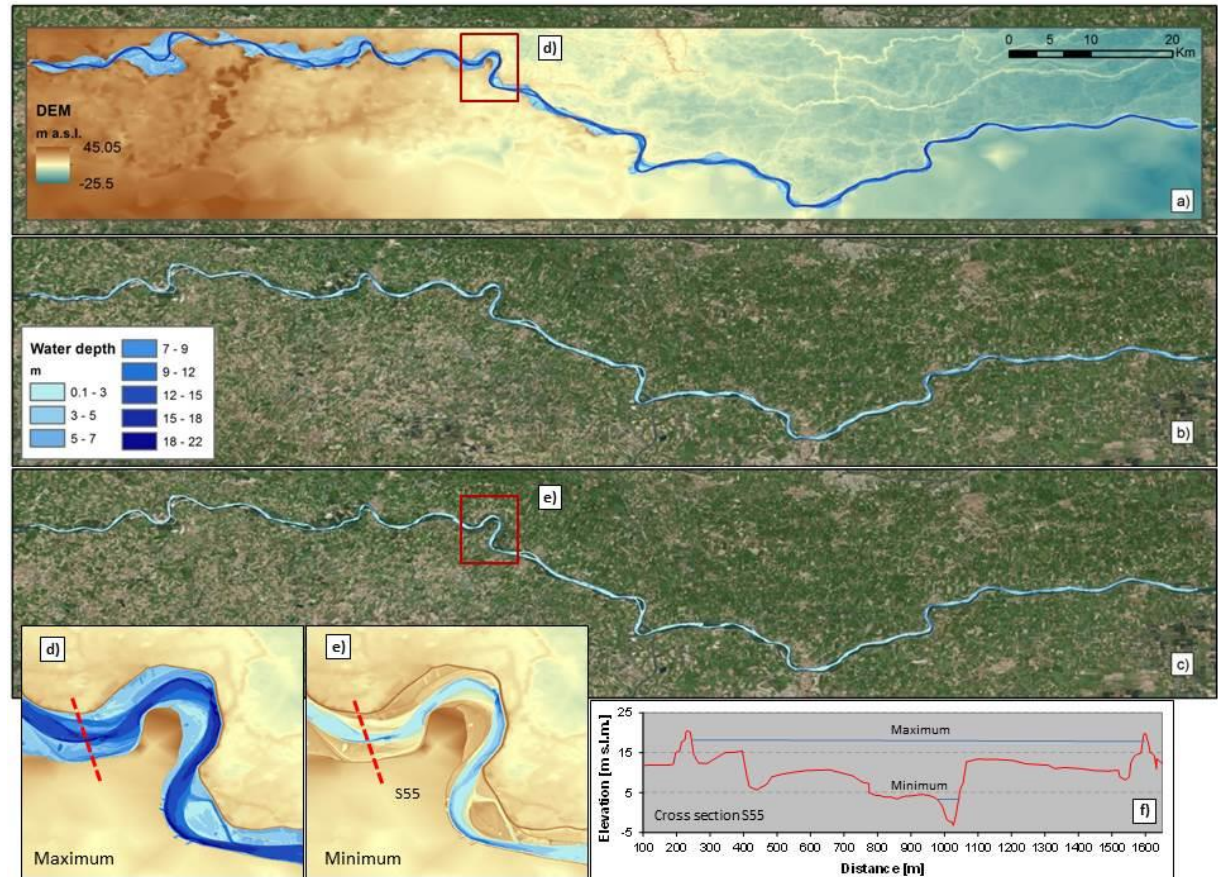 d)
0 5 10 20
Km
DEM
m a.s.l.
45.05
-25.5
a)
Water depth
m
0.1 - 3
3 - 5
5 - 7
7 - 9
9 - 12
12 - 15
15 - 18
18 - 22
b)
e)
c)
d)
Maximum
e)
S55
Minimum
Elevation [m s.l.m.]
25
15
5
-5
Maximum
Minimum
Cross section S55
f)
100 200 300 400 500 600 700 800 900 1000 1100 1200 1300 1400 1500 1600
Distance [m]